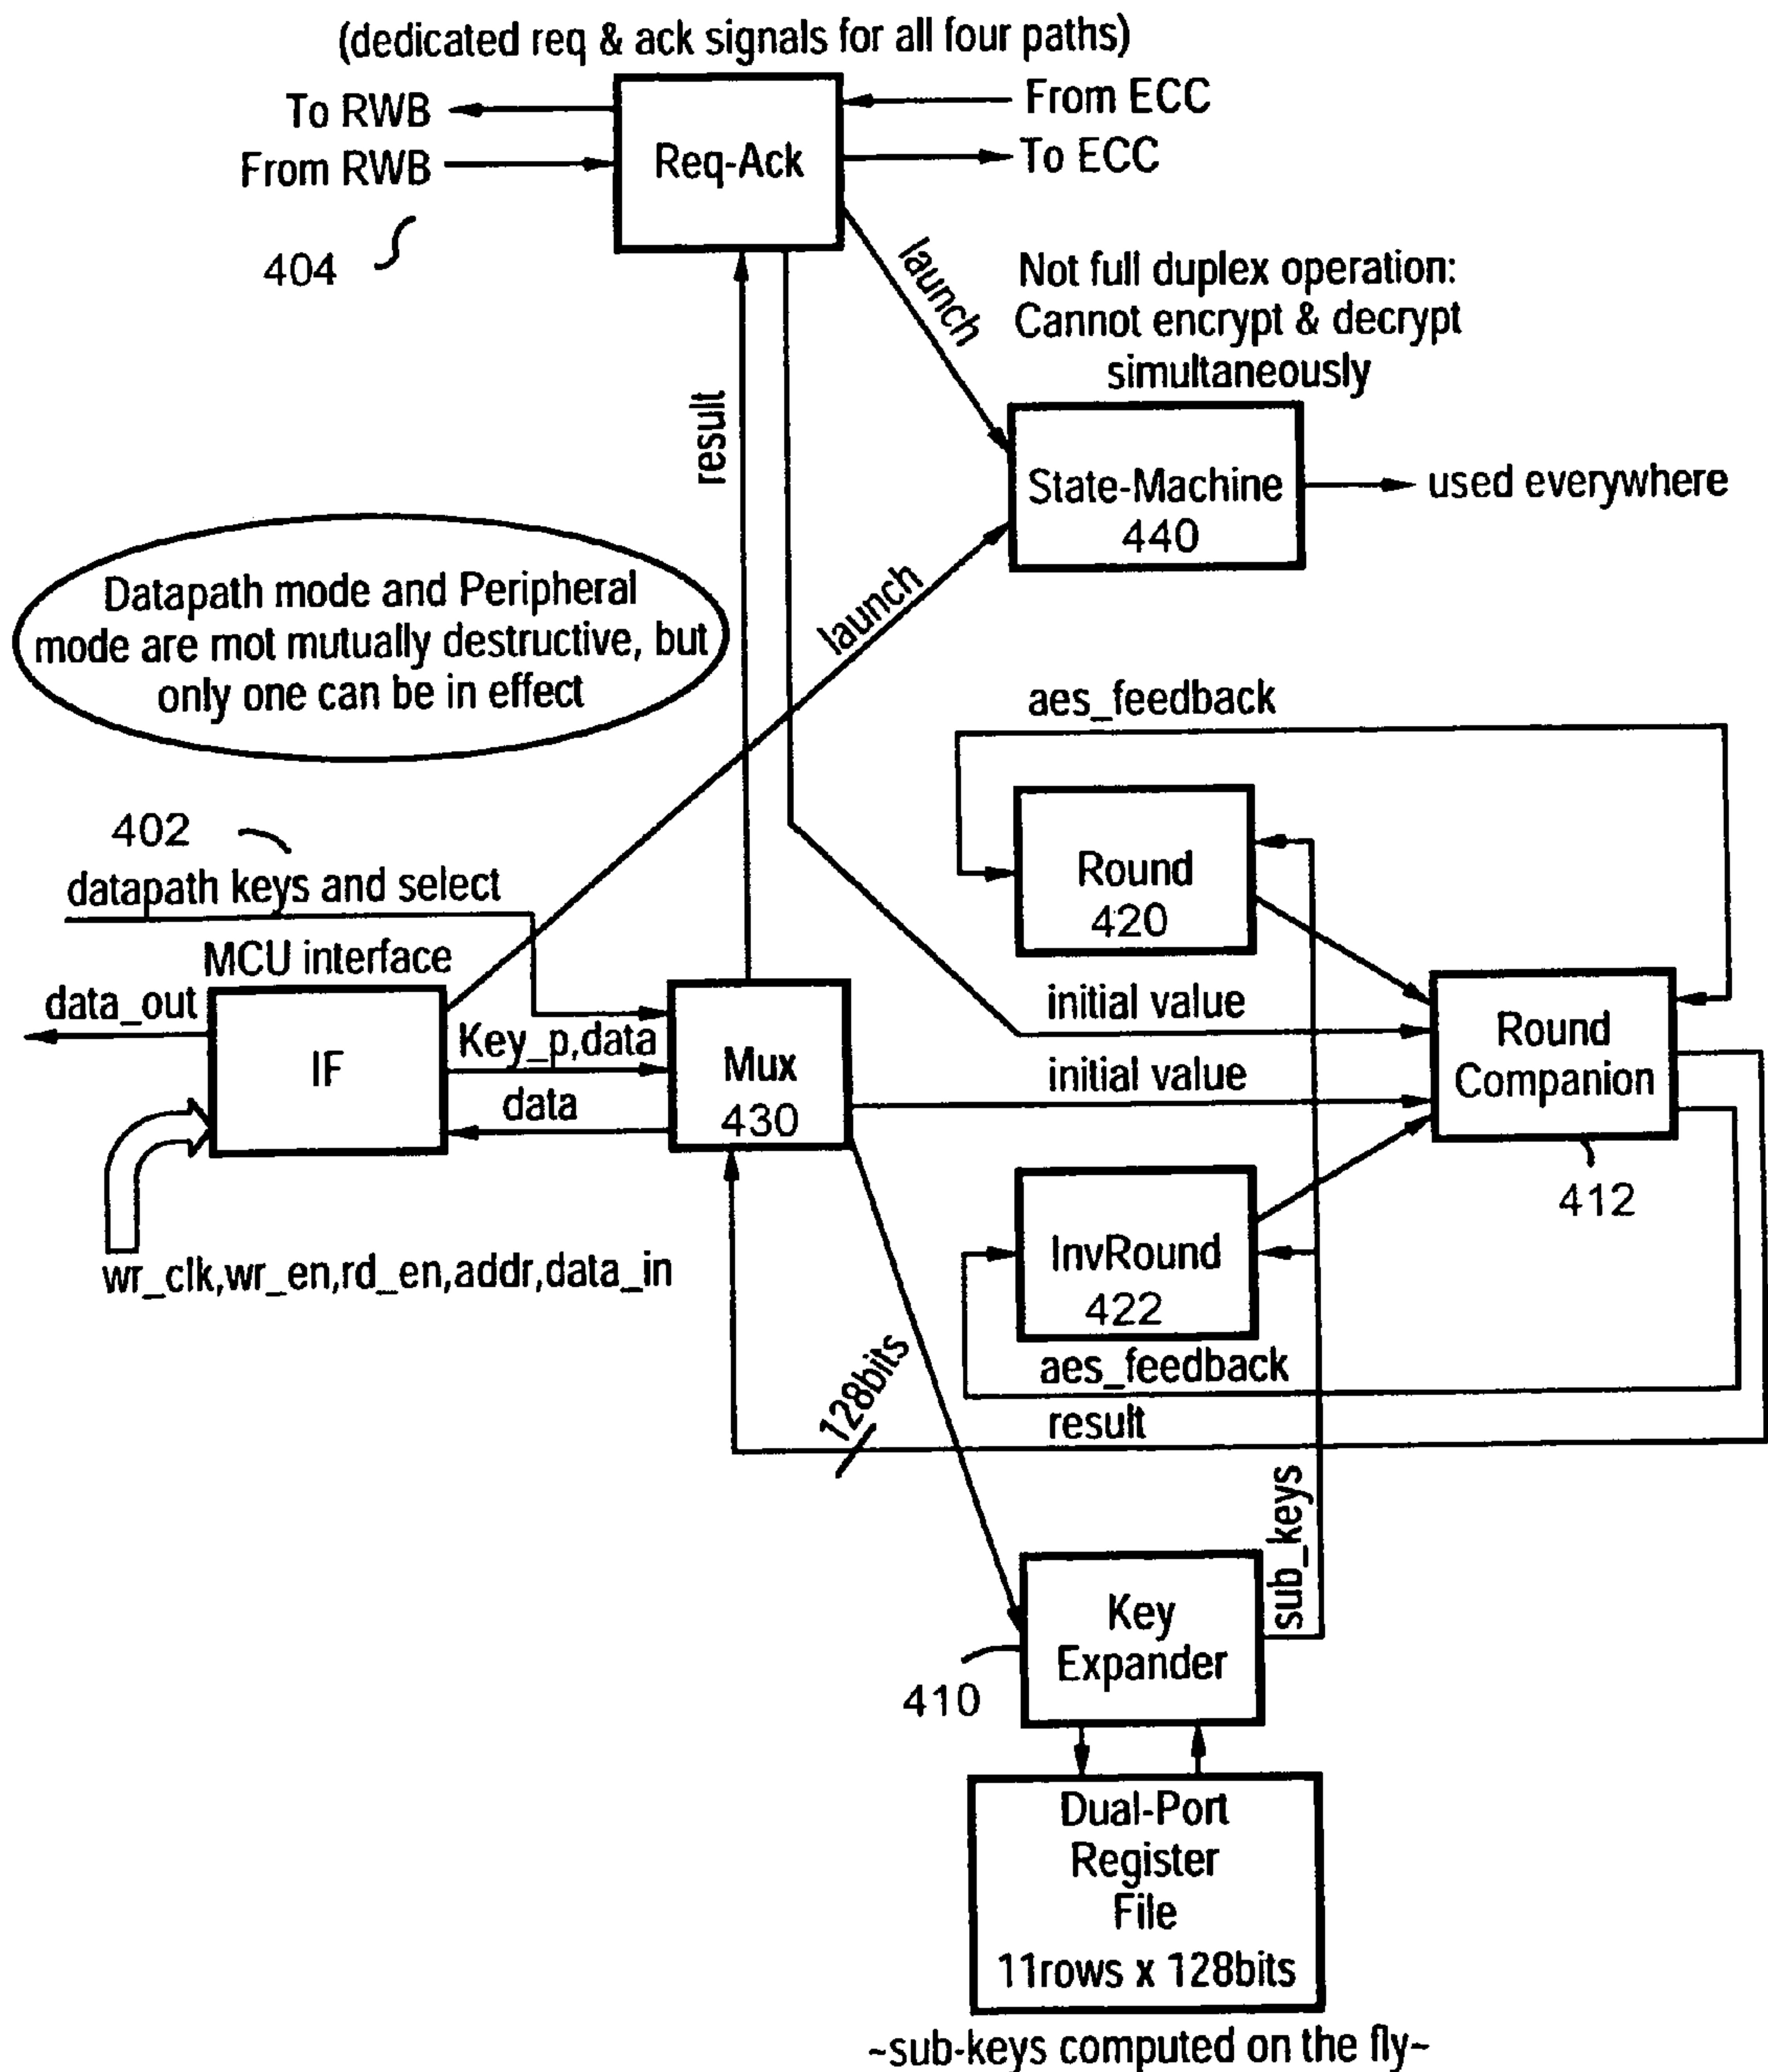 (dedicated req & ack signals for all four paths)
To RWB
From ECC
Req-Ack
From RWB
To ECC
404
launch
Not full duplex operation:
Cannot encrypt & decrypt
simultaneously
result
State-Machine
440
used everywhere
Datapath mode and Peripheral
mode are mot mutually destructive, but
only one can be in effect
launch
aes_feedback
402
datapath keys and select
Round
420
MCU interface
data_out
IF
Key_p,data
data
Mux
430
initial value
initial value
Round
Companion
412
wr_clk,wr_en,rd_en,addr,data_in
InvRound
422
aes_feedback
128bits
result
sub_keys
Key
Expander
410
Dual-Port
Register
File
11rows x 128bits
~sub-keys computed on the fly~